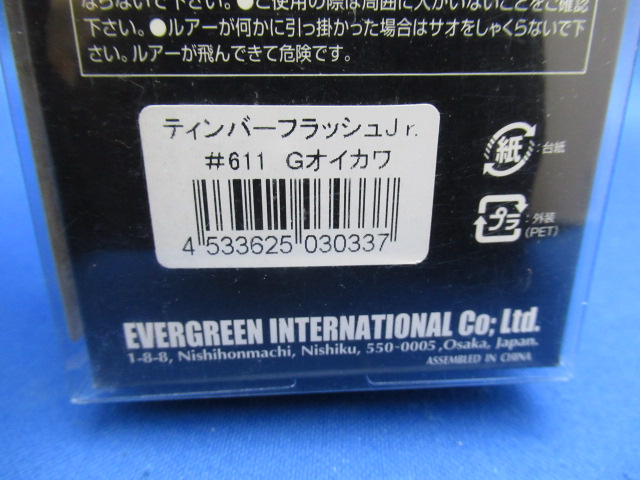 ならないで下さい。●ご使用の際は周囲に人がいないことをご確認
下さい。●ルアーが何かに引っ掛かった場合はサオをしゃくらないで下
さい。ルアーが飛んできて危険です。
ティンバーフラッシュJr.
#611 Gオイカワ
4 533625 030337
紙 :台紙
プラ :外装
(PET)
EVERGREEN INTERNATIONAL Co; Ltd.
1-8-8, Nishihonmachi, Nishiku, 550-0005 ,Osaka, Japan.
ASSEMBLED IN CHINA